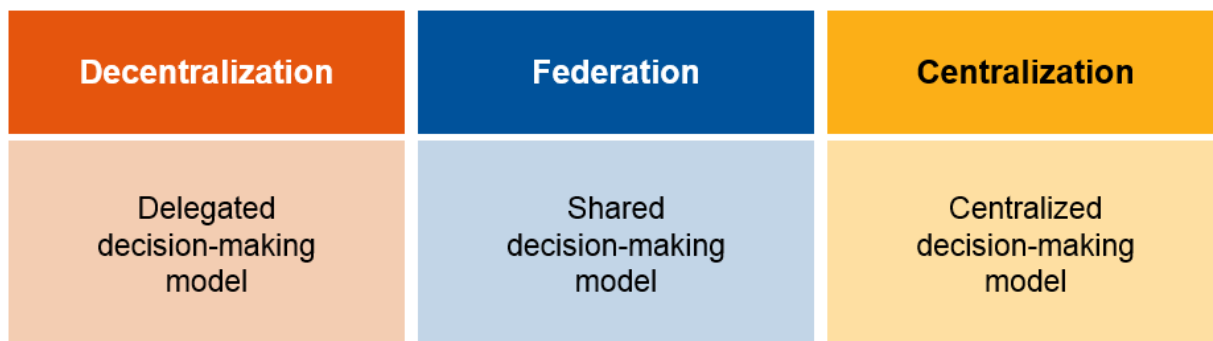 Decentralization
Federation
Centralization
Delegated
decision-making
model
Shared
decision-making
model
Centralized
decision-making
model